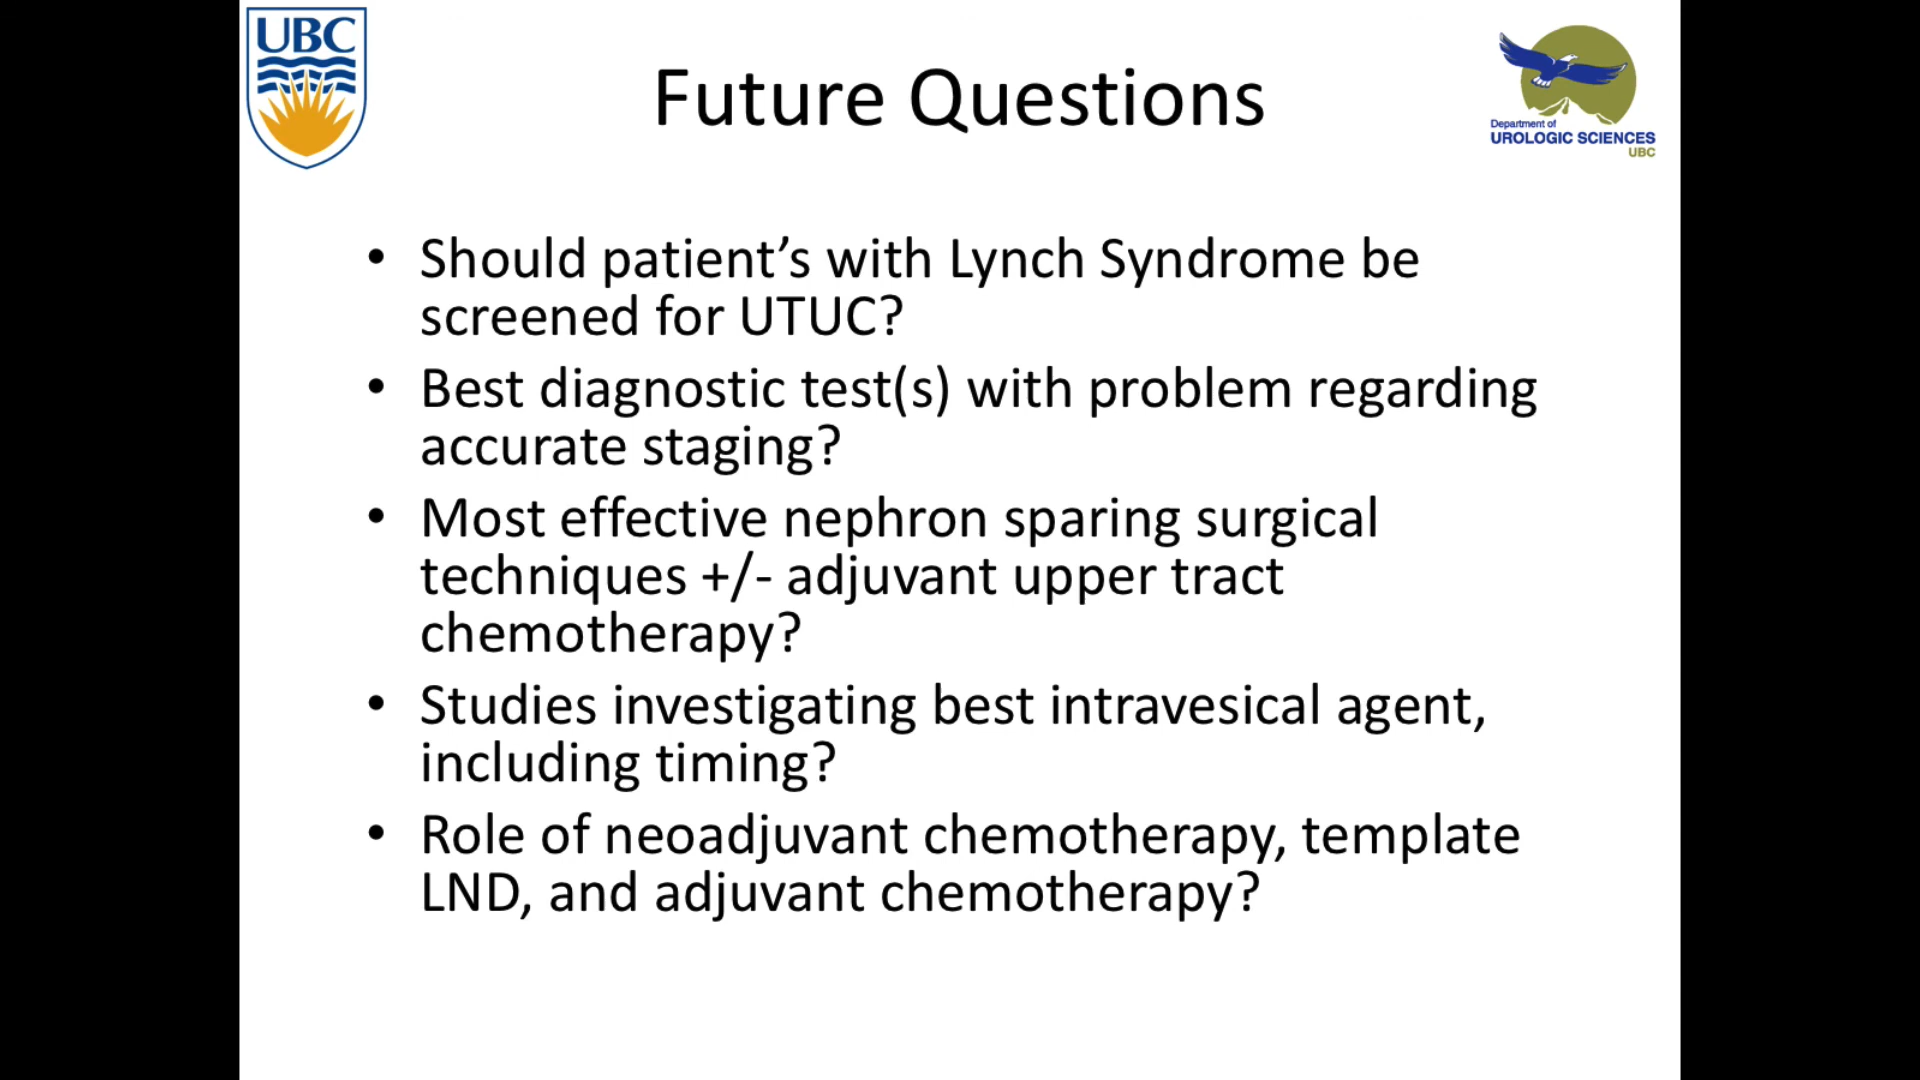 UBC
Future Questions
Department of
UROLOGIC SCIENCES
UBC
• Should patient’s with Lynch Syndrome be
screened for UTUC?
• Best diagnostic test(s) with problem regarding
accurate staging?
• Most effective nephron sparing surgical
techniques +/- adjuvant upper tract
chemotherapy?
• Studies investigating best intravesical agent,
including timing?
• Role of neoadjuvant chemotherapy, template
LND, and adjuvant chemotherapy?